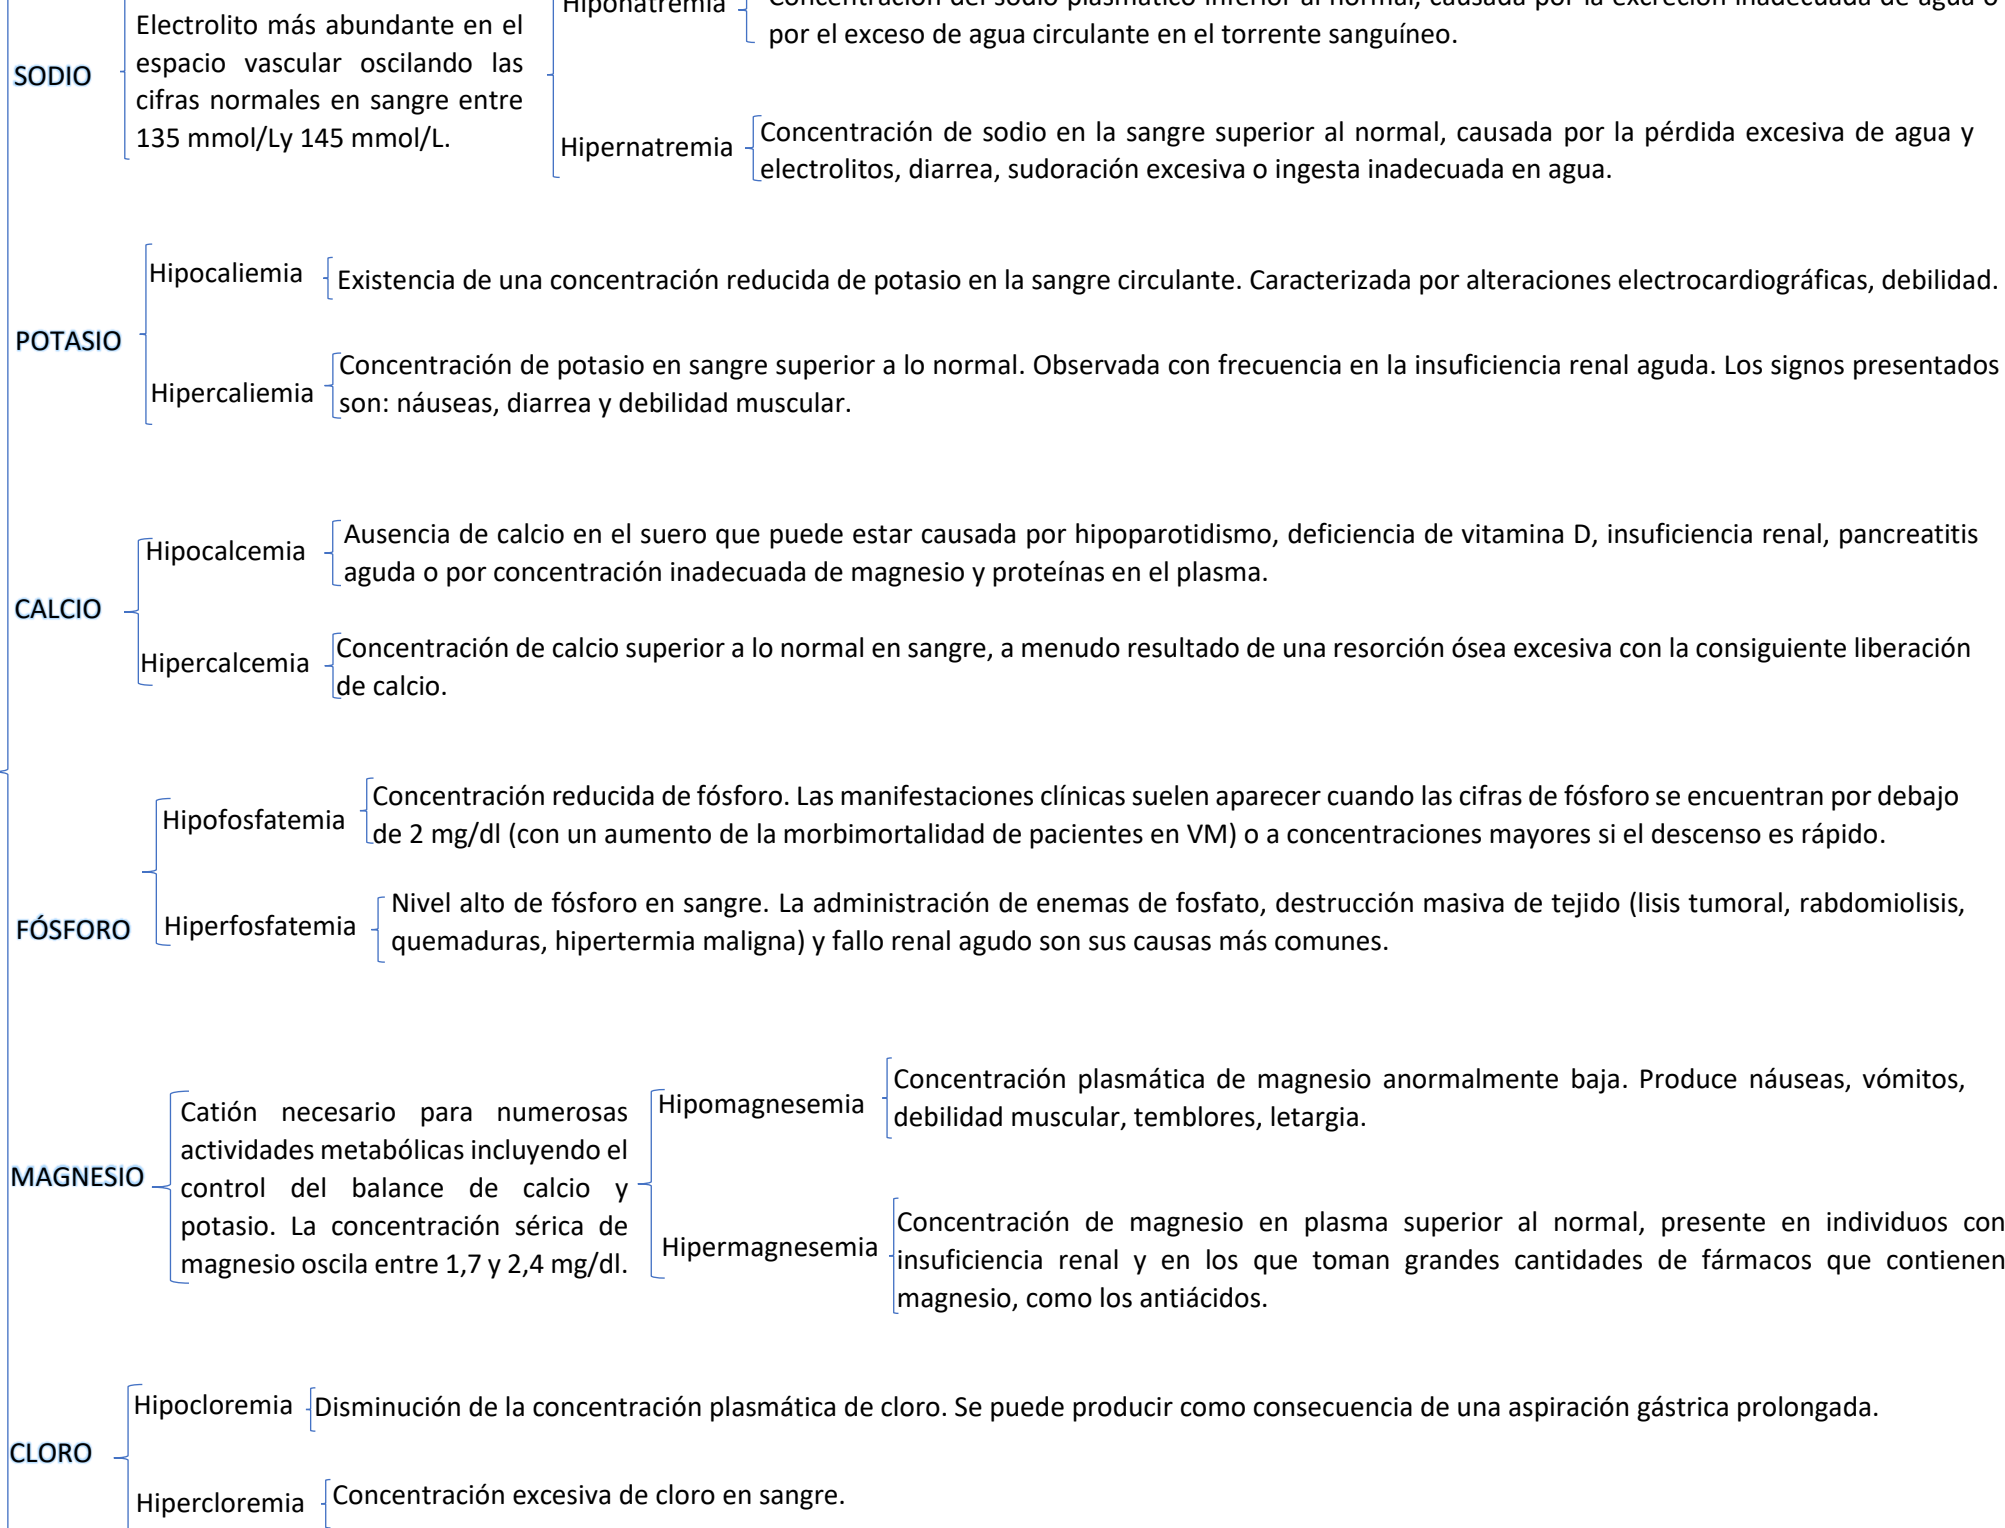 SODIO
Electrolito más abundante en el
espacio vascular oscilando las
cifras normales en sangre entre
135 mmol/Ly 145 mmol/L.
Hiponatremia
Concentración del sodio plasmático inferior al normal, causada por la excreción inadecuada de agua o
por el exceso de agua circulante en el torrente sanguíneo.
Hipernatremia
Concentración de sodio en la sangre superior al normal, causada por la pérdida excesiva de agua y
electrolitos, diarrea, sudoración excesiva o ingesta inadecuada en agua.
POTASIO
Hipocaliemia
Existencia de una concentración reducida de potasio en la sangre circulante. Caracterizada por alteraciones electrocardiográficas, debilidad.
Hipercaliemia
Concentración de potasio en sangre superior a lo normal. Observada con frecuencia en la insuficiencia renal aguda. Los signos presentados
son: náuseas, diarrea y debilidad muscular.
CALCIO
Hipocalcemia
Ausencia de calcio en el suero que puede estar causada por hipoparotidismo, deficiencia de vitamina D, insuficiencia renal, pancreatitis
aguda o por concentración inadecuada de magnesio y proteínas en el plasma.
Hipercalcemia
Concentración de calcio superior a lo normal en sangre, a menudo resultado de una resorción ósea excesiva con la consiguiente liberación
de calcio.
FÓSFORO
Hipofosfatemia
Concentración reducida de fósforo. Las manifestaciones clínicas suelen aparecer cuando las cifras de fósforo se encuentran por debajo
de 2 mg/dl (con un aumento de la morbimortalidad de pacientes en VM) o a concentraciones mayores si el descenso es rápido.
Hiperfosfatemia
Nivel alto de fósforo en sangre. La administración de enemas de fosfato, destrucción masiva de tejido (lisis tumoral, rabdomiolisis,
quemaduras, hipertermia maligna) y fallo renal agudo son sus causas más comunes.
MAGNESIO
Catión necesario para numerosas
actividades metabólicas incluyendo el
control del balance de calcio y
potasio. La concentración sérica de
magnesio oscila entre 1,7 y 2,4 mg/dl.
Hipomagnesemia
Concentración plasmática de magnesio anormalmente baja. Produce náuseas, vómitos,
debilidad muscular, temblores, letargia.
Hipermagnesemia
Concentración de magnesio en plasma superior al normal, presente en individuos con
insuficiencia renal y en los que toman grandes cantidades de fármacos que contienen
magnesio, como los antiácidos.
CLORO
Hipocloremia
Disminución de la concentración plasmática de cloro. Se puede producir como consecuencia de una aspiración gástrica prolongada.
Hipercloremia
Concentración excesiva de cloro en sangre.